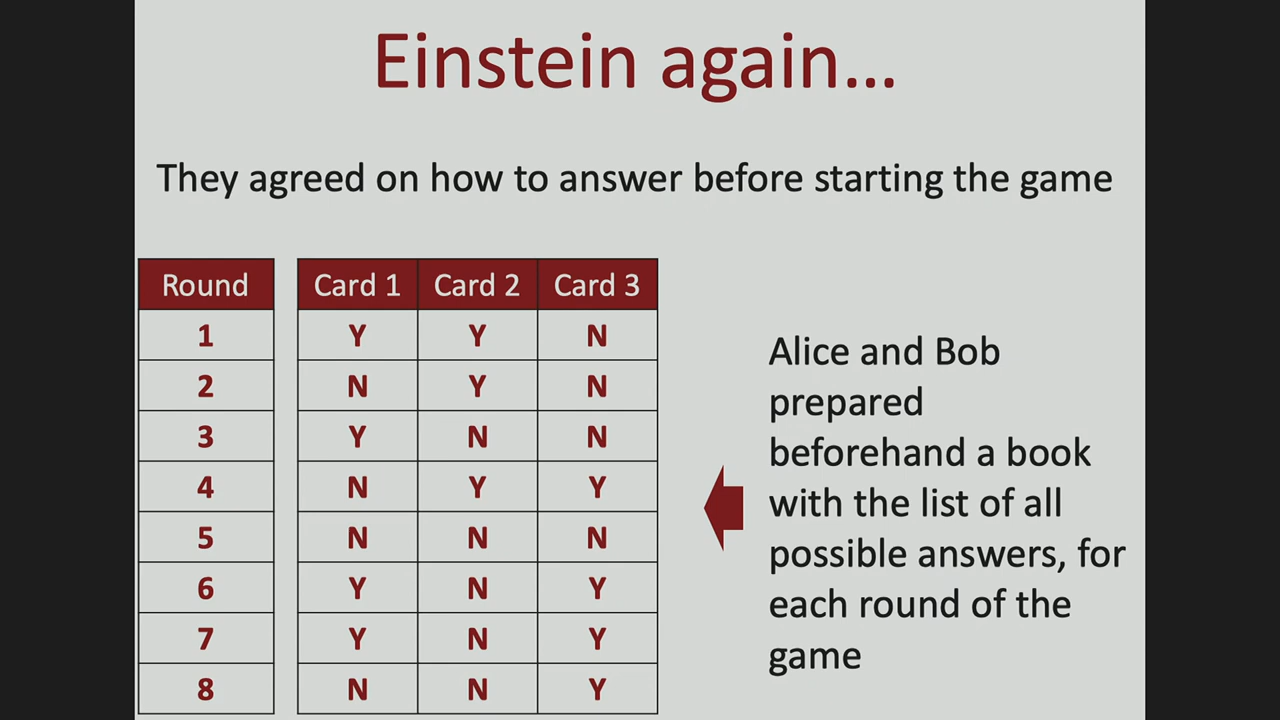 Einstein again...
They agreed on how to answer before starting the game
Round Card 1 Card 2 Card 3
1 Y Y N
2 N Y N
3 Y N N
4 N Y Y
5 N N N
6 Y N Y
7 Y N Y
8 N N Y
Alice and Bob
prepared
beforehand a book
with the list of all
possible answers, for
each round of the
game